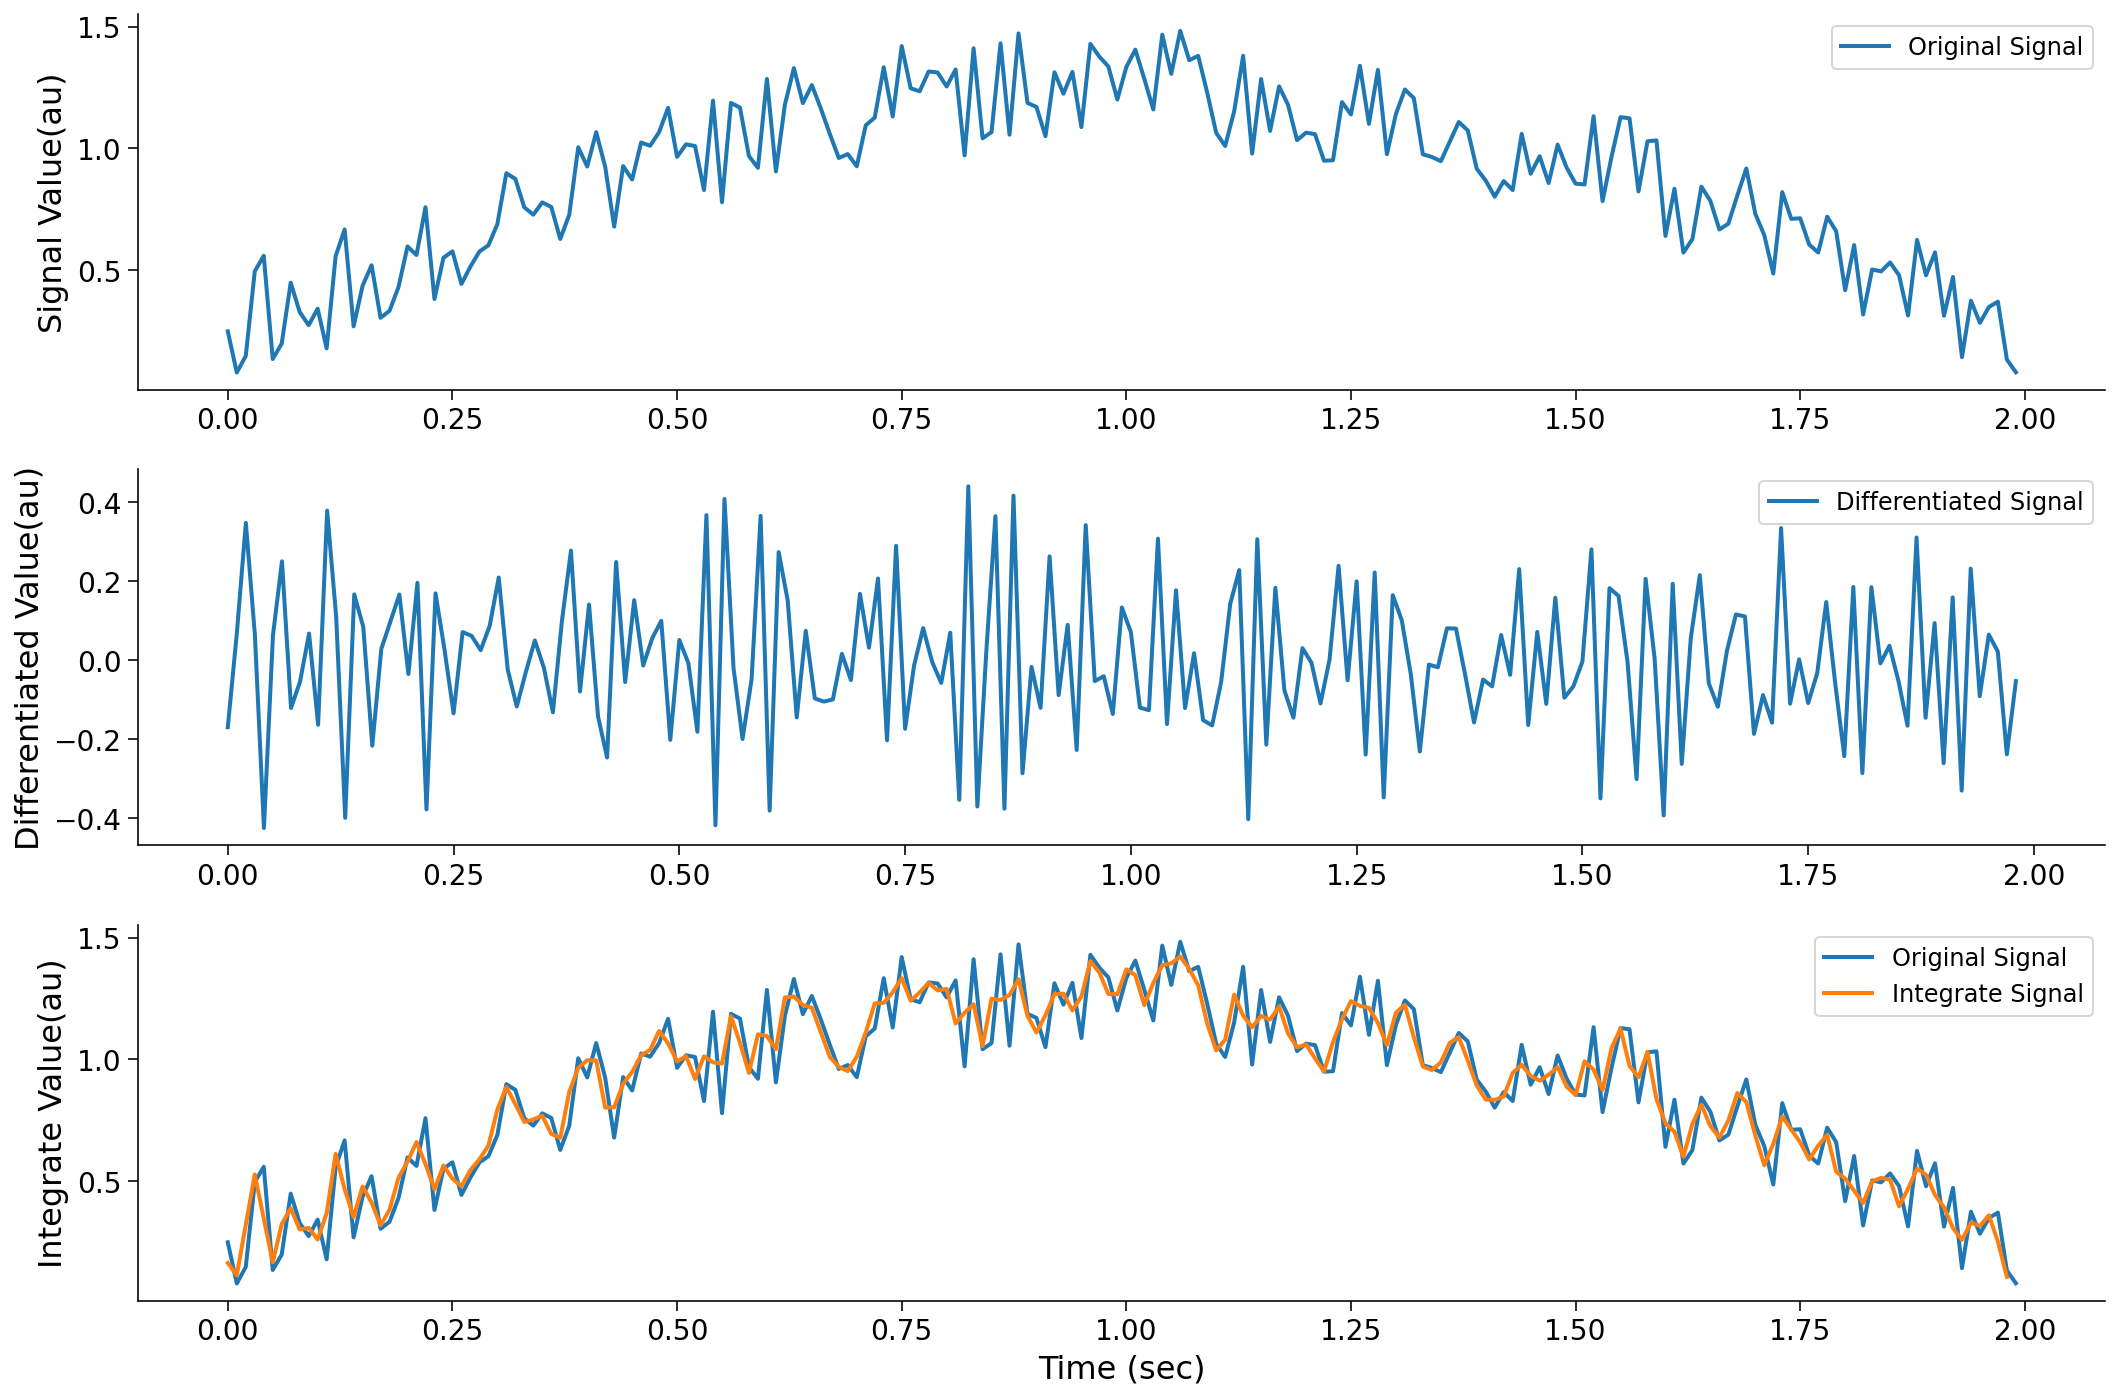 Signal Value(au)
1.5
1.0
0.5
Original Signal
0.00 0.25 0.50 0.75 1.00 1.25 1.50 1.75 2.00
Differentiated Value(au)
0.4
0.2
0.0
−0.2
−0.4
Differentiated Signal
0.00 0.25 0.50 0.75 1.00 1.25 1.50 1.75 2.00
Integrate Value(au)
1.5
1.0
0.5
Original Signal
Integrate Signal
0.00 0.25 0.50 0.75 1.00 1.25 1.50 1.75 2.00
Time (sec)